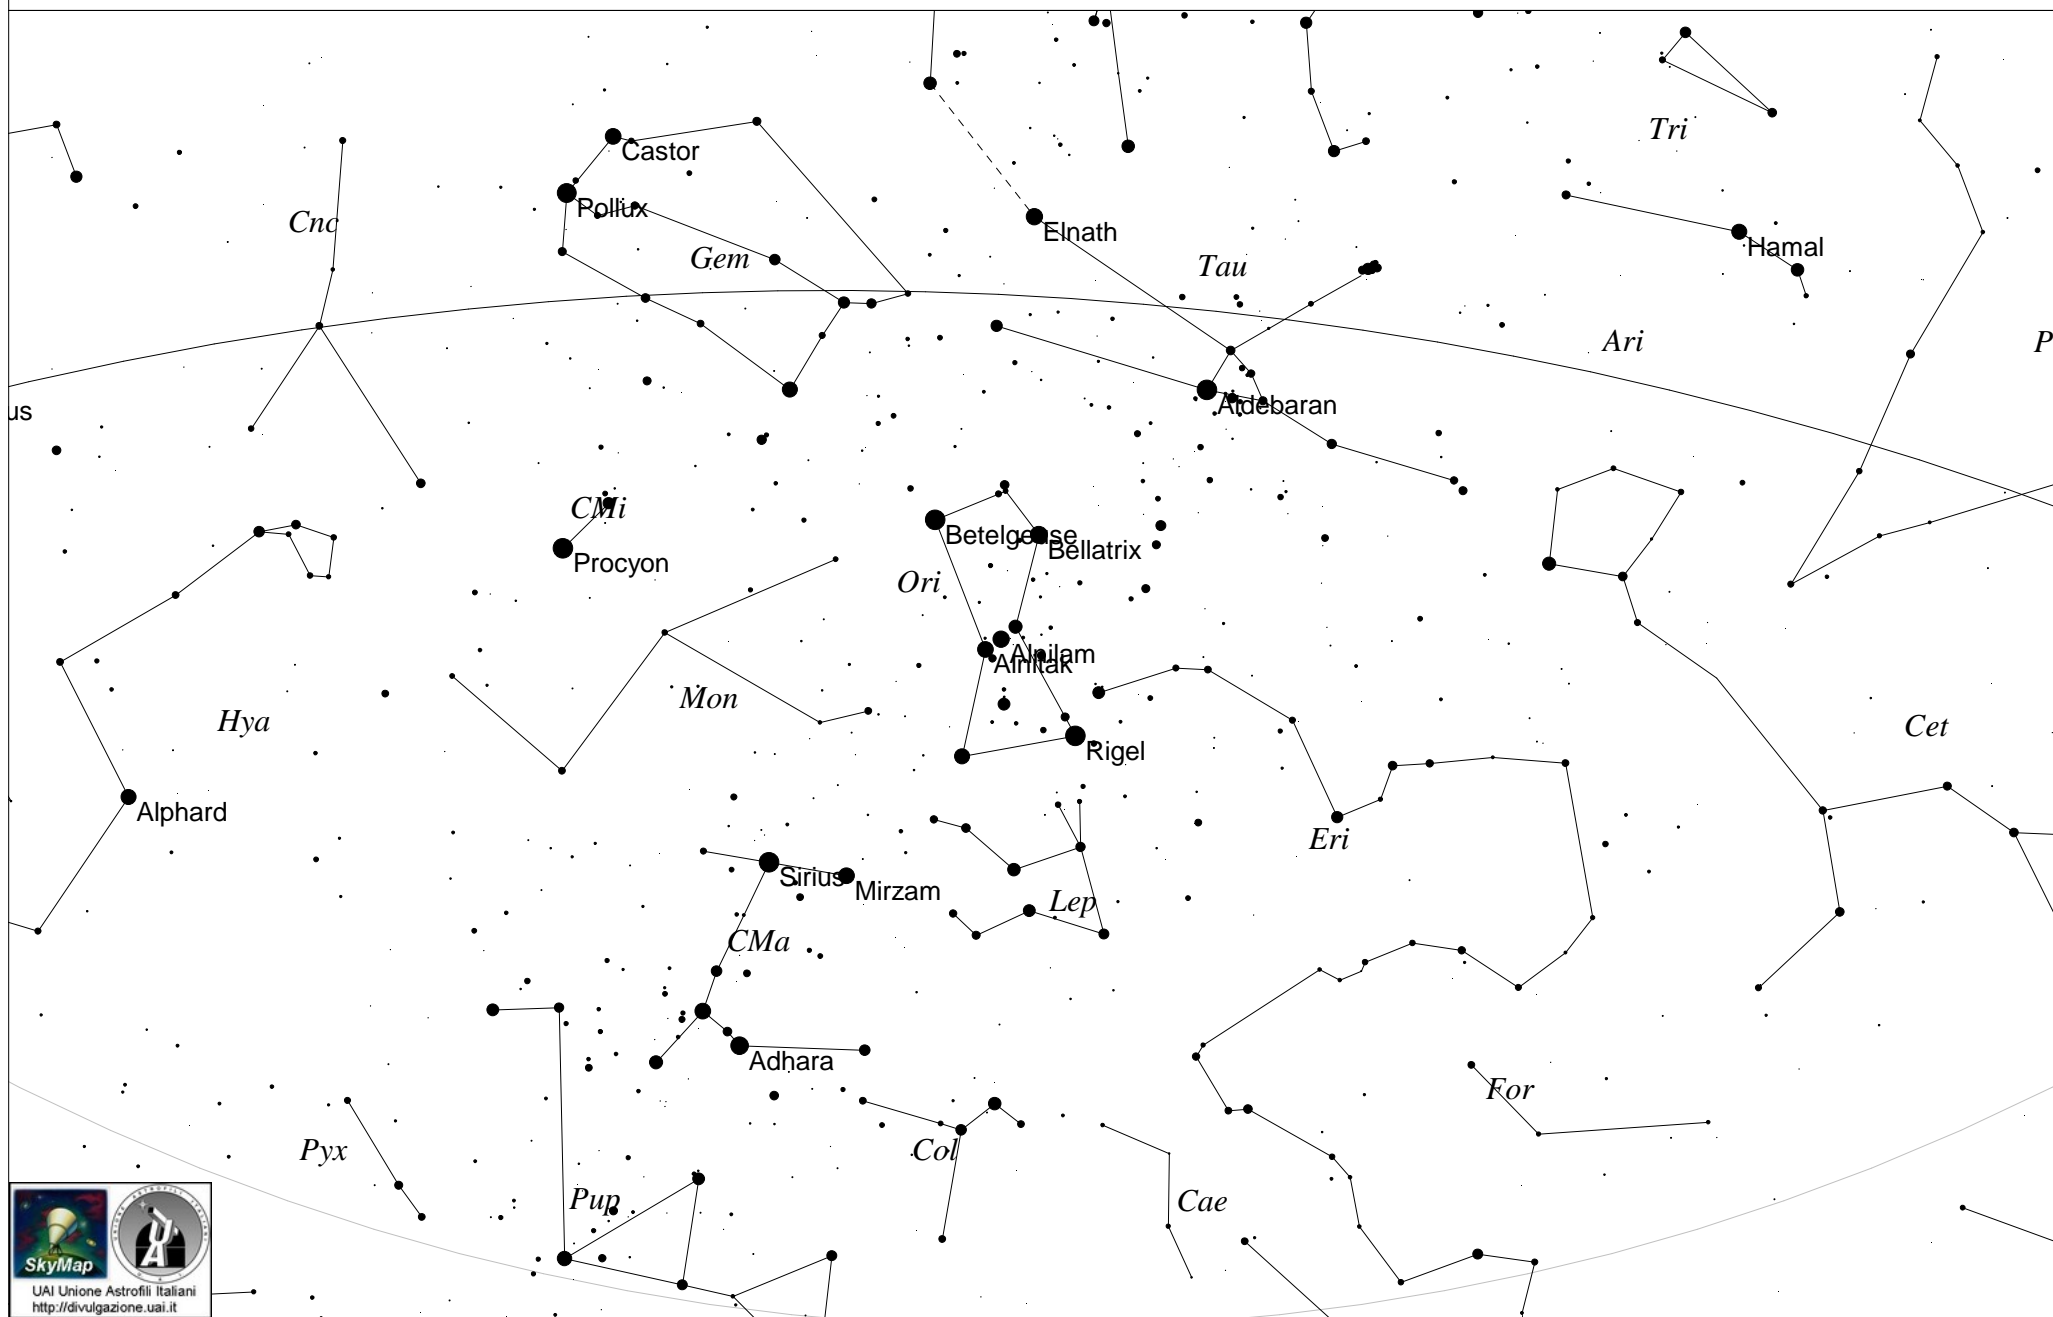 Tri
Castor
Pollux
Cnc
Elnath
Hamal
Gem
Tau
Ari
P
us
Aldebaran
CMi
Procyon
Betelgeuse
Bellatrix
Ori
Alnilam
Alnitak
Mon
Hya
Rigel
Cet
Alphard
Eri
Sirius
Mirzam
Lep
CMa
Adhara
For
Pyx
Col
Pup
Cae
SkyMap
UAI Unione Astrofili Italiani
http://divulgazione.uai.it